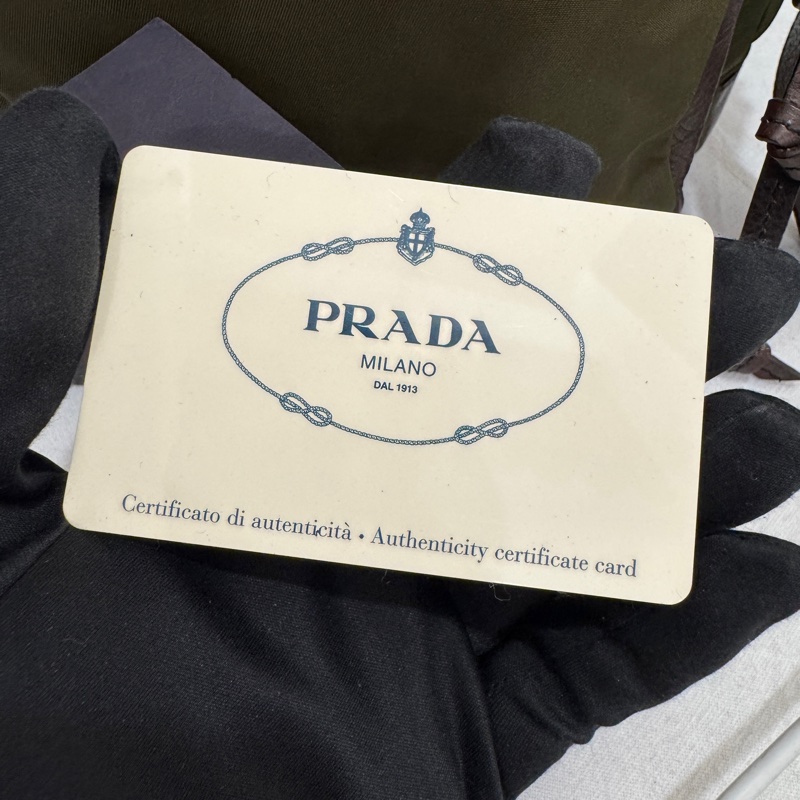 PRADA
MILANO
DAL 1913
Certificato di autenticità • Authenticity certificate card